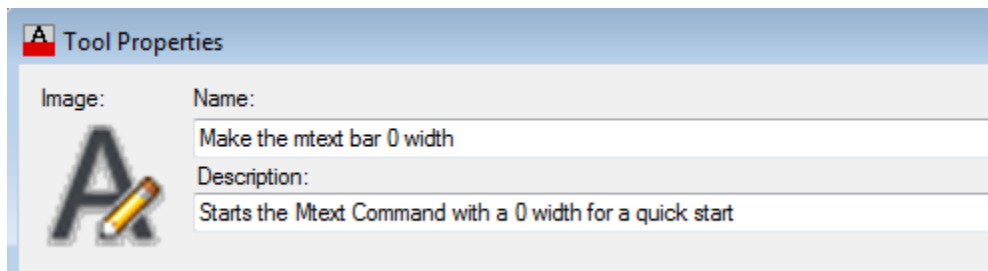 Tool Properties
Image:
Name:
Make the mtext bar 0 width
Description:
Starts the Mtext Command with a 0 width for a quick start